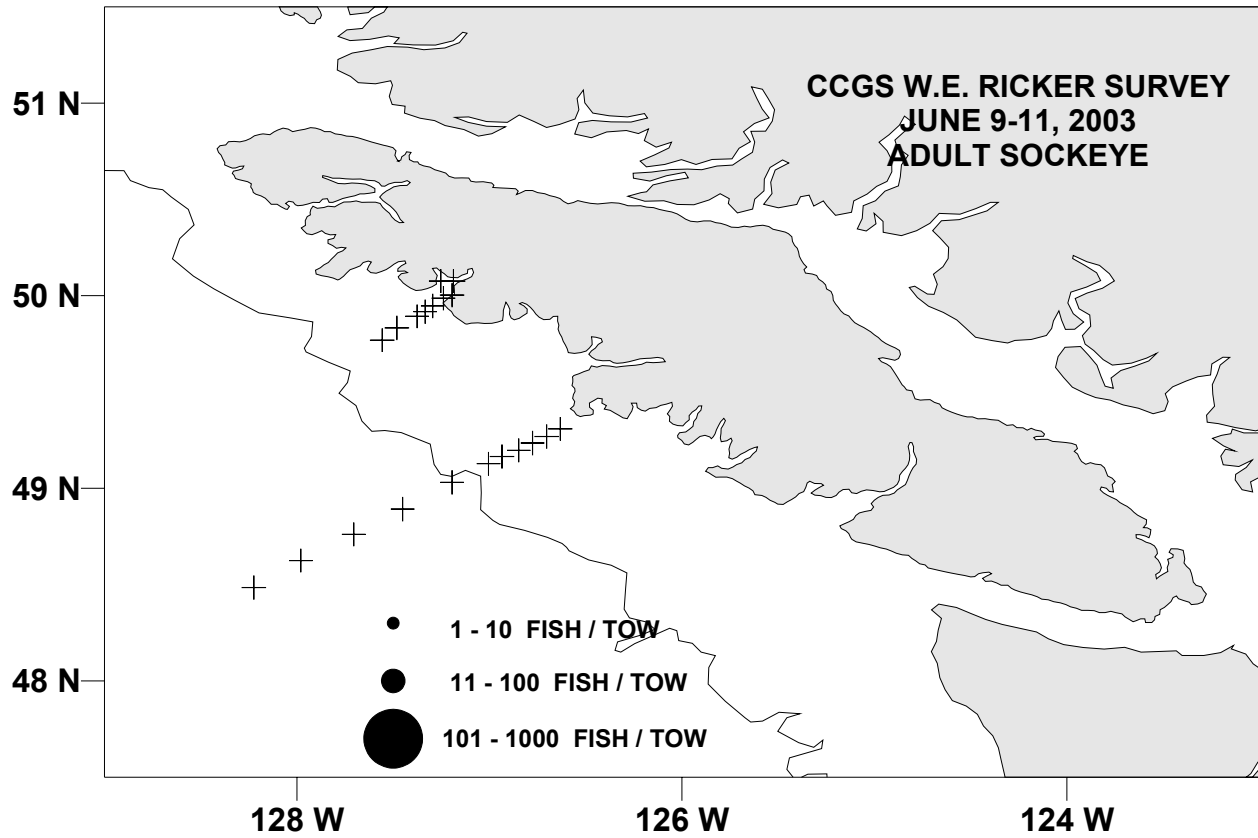 CCGS W.E. RICKER SURVEY
JUNE 9-11, 2003
ADULT SOCKEYE
51 N
50 N
49 N
48 N
1 - 10 FISH / TOW
11 - 100 FISH / TOW
101 - 1000 FISH / TOW
128 W
126 W
124 W